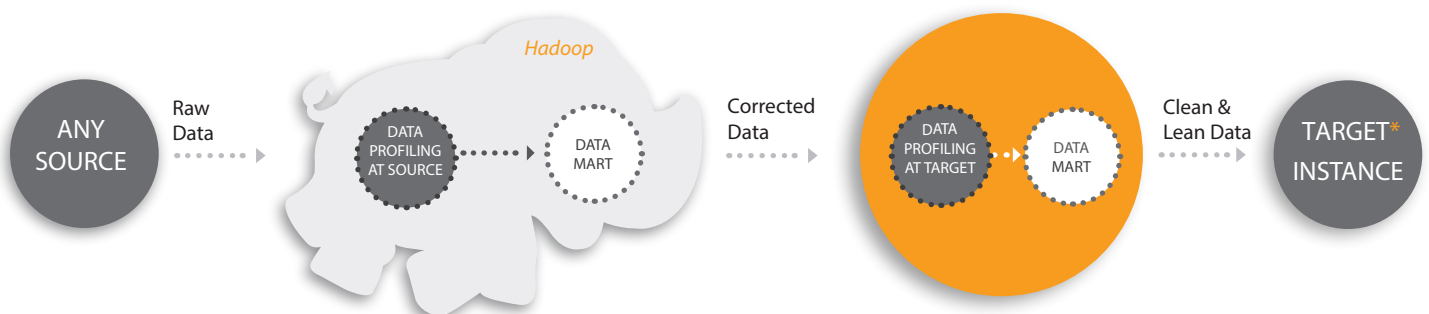 ANY
SOURCE
Raw
Data
Hadoop
DATA
PROFILING
AT SOURCE
DATA
MART
Corrected
Data
DATA
PROFILING
AT TARGET
DATA
MART
Clean &
Lean Data
TARGET*
INSTANCE